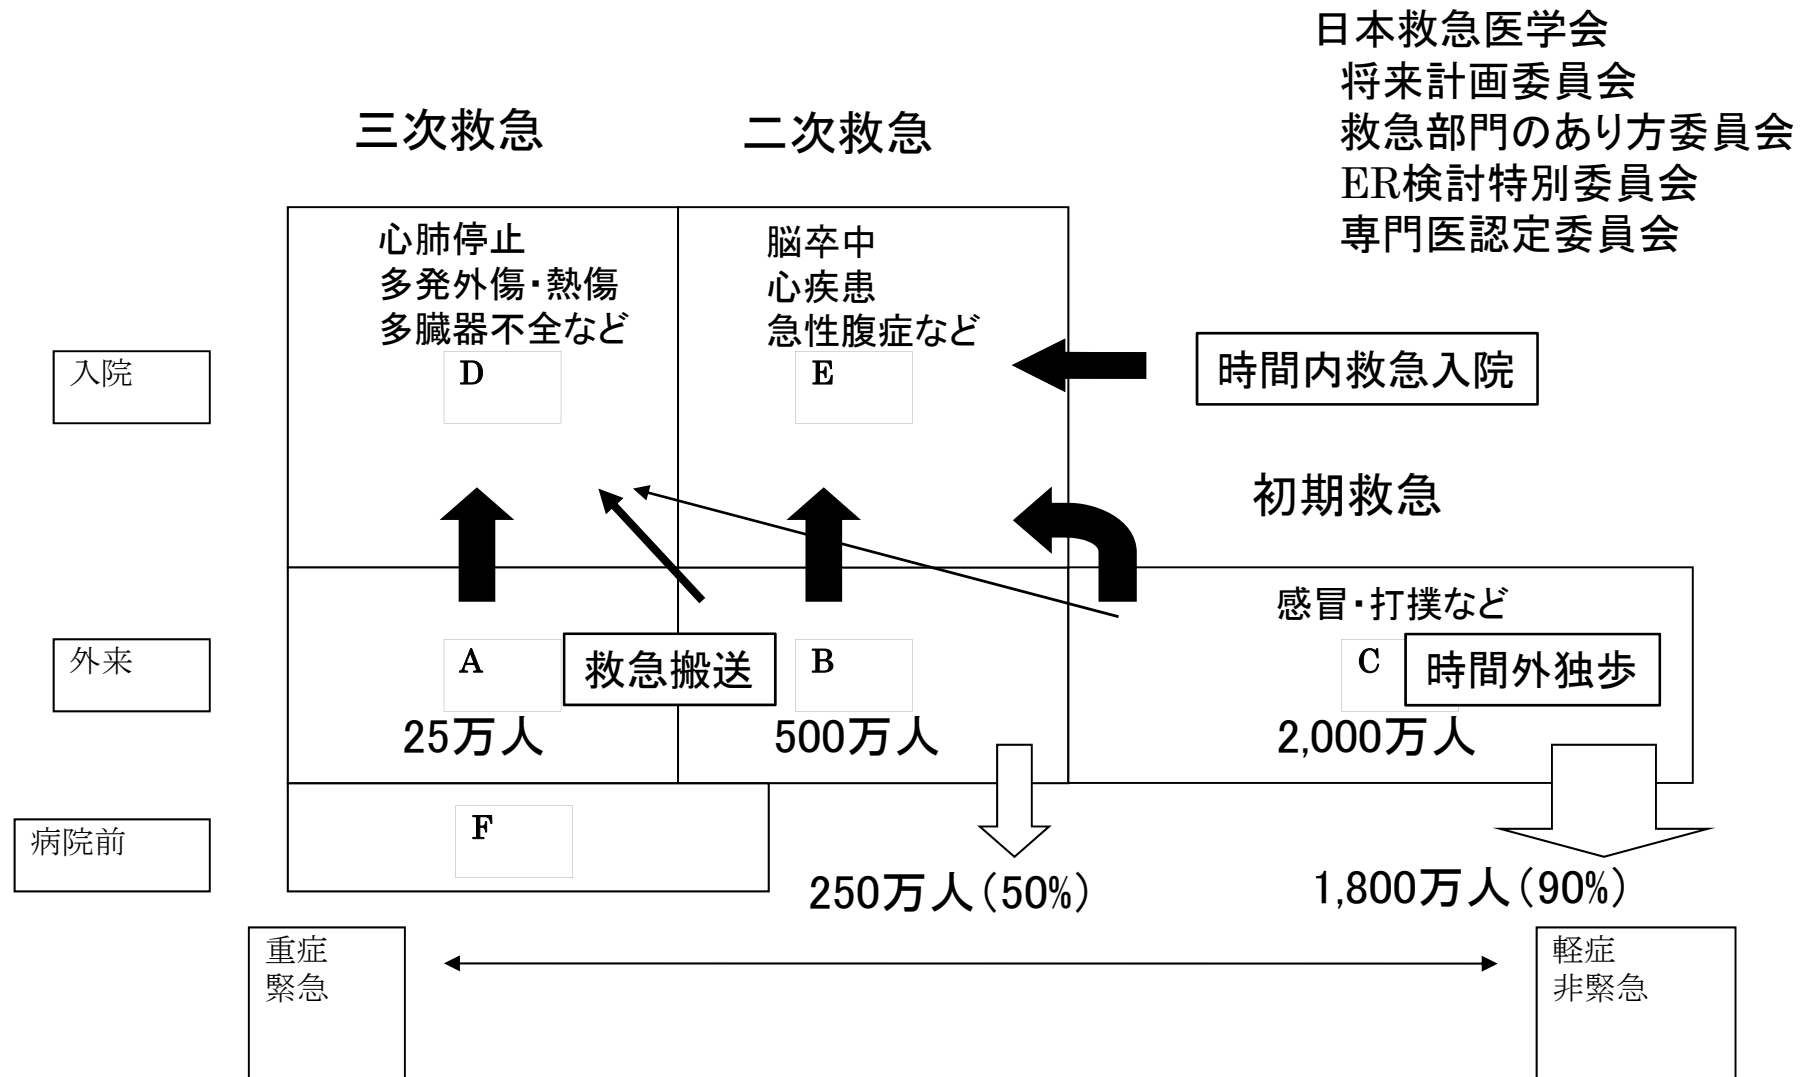 日本救急医学会
将来計画委員会
救急部門のあり方委員会
ER検討特別委員会
専門医認定委員会
三次救急
二次救急
心肺停止
多発外傷・熱傷
多臓器不全など
脳卒中
心疾患
急性腹症など
入院
D
E
時間内救急入院
初期救急
感冒・打撲など
外来
A
救急搬送
B
C
時間外独歩
25万人
500万人
2,000万人
病院前
F
250万人(50%)
1,800万人(90%)
重症
緊急
軽症
非緊急